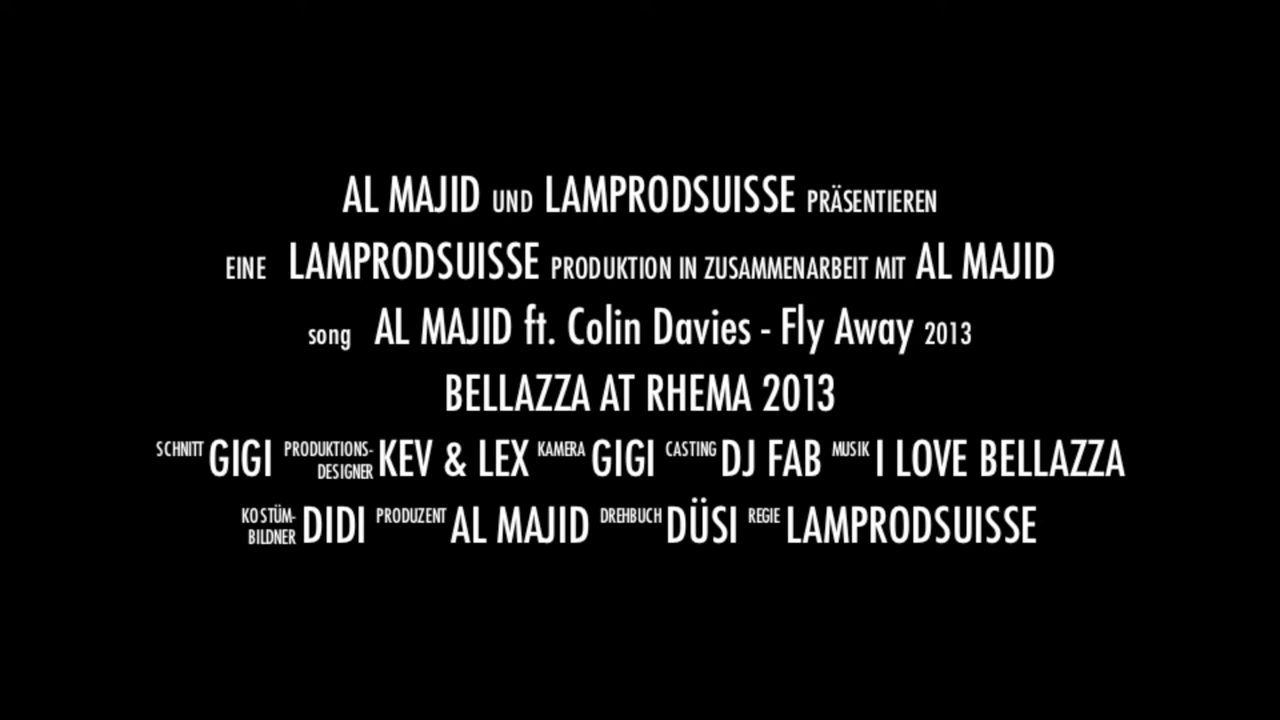 AL MAJID UND LAMPRODSUISSE PRÄSENTIEREN
EINE LAMPRODSUISSE PRODUKTION IN ZUSAMMENARBEIT MIT AL MAJID
song AL MAJID ft. Colin Davies - Fly Away 2013
BELLAZZA AT RHEMA 2013
SCHNITT GIGI PRODUKTIONS-DESIGNER KEV & LEX KAMERA GIGI CASTING DJ FAB MUSIK I LOVE BELLAZZA
KOSTÜM-BILDNER DIDI PRODUZENT AL MAJID DREHBUCH DÜSI REGIE LAMPRODSUISSE